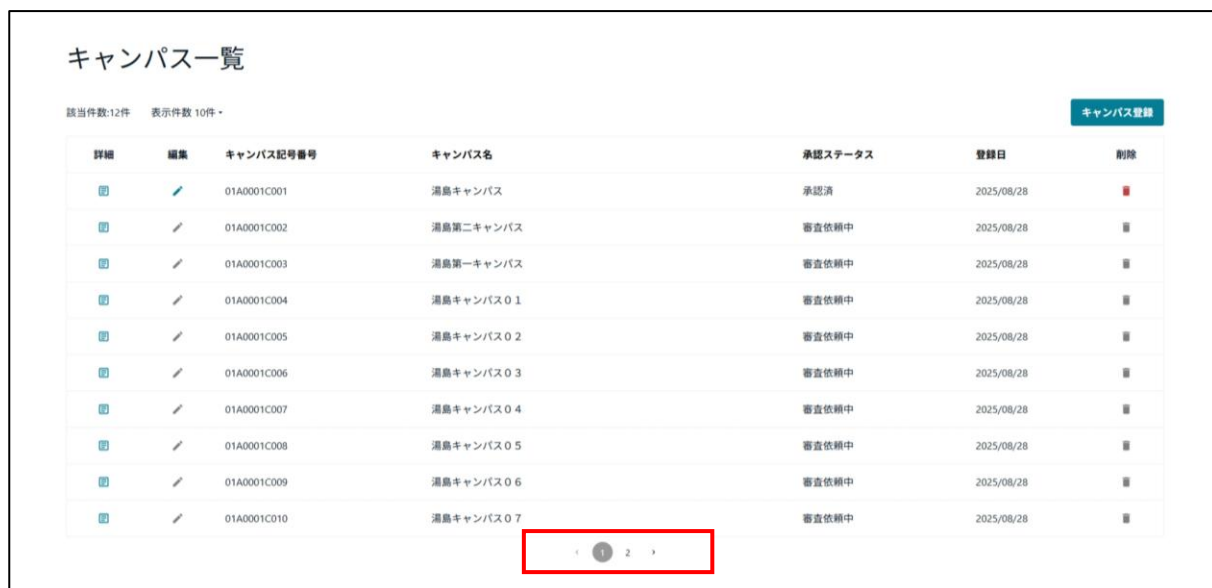 キャンパス一覧
該当件数:12件 表示件数 10件
キャンパス登録
詳細 編集 キャンパス記号番号 キャンパス名 承認ステータス 登録日 削除
01A0001C001 湯島キャンパス 承認済 2025/08/28
01A0001C002 湯島第二キャンパス 審査依頼中 2025/08/28
01A0001C003 湯島第一キャンパス 審査依頼中 2025/08/28
01A0001C004 湯島キャンパス０１ 審査依頼中 2025/08/28
01A0001C005 湯島キャンパス０２ 審査依頼中 2025/08/28
01A0001C006 湯島キャンパス０３ 審査依頼中 2025/08/28
01A0001C007 湯島キャンパス０４ 審査依頼中 2025/08/28
01A0001C008 湯島キャンパス０５ 審査依頼中 2025/08/28
01A0001C009 湯島キャンパス０６ 審査依頼中 2025/08/28
01A0001C010 湯島キャンパス０７ 審査依頼中 2025/08/28
‹ 1 2 ›